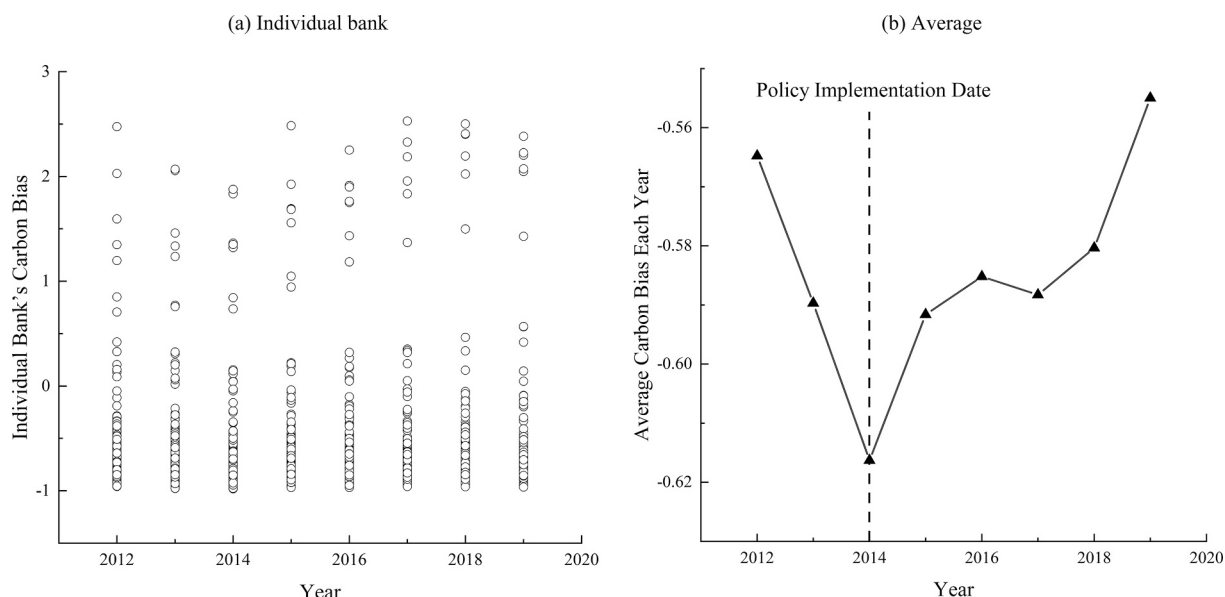 (a) Individual bank
3
2
1
0
-1
Individual Bank's Carbon Bias
2012 2014 2016 2018 2020
Year
(b) Average
Policy Implementation Date
-0.56
-0.58
-0.60
-0.62
Average Carbon Bias Each Year
2012 2014 2016 2018 2020
Year